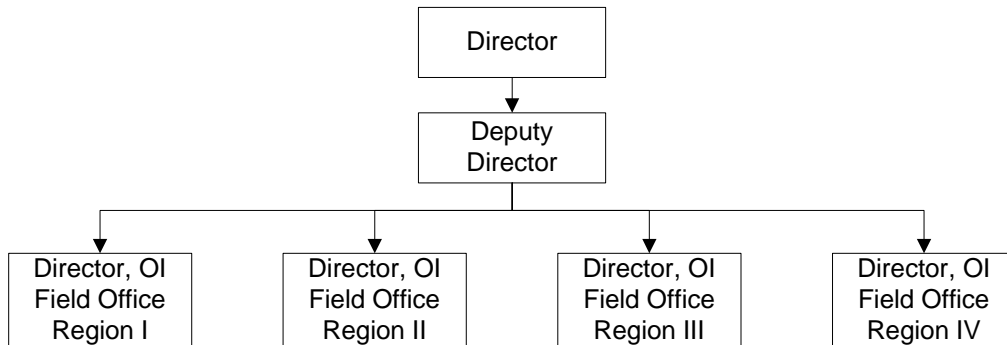 Director
Deputy
Director
Director, OI
Field Office
Region I
Director, OI
Field Office
Region II
Director, OI
Field Office
Region III
Director, OI
Field Office
Region IV